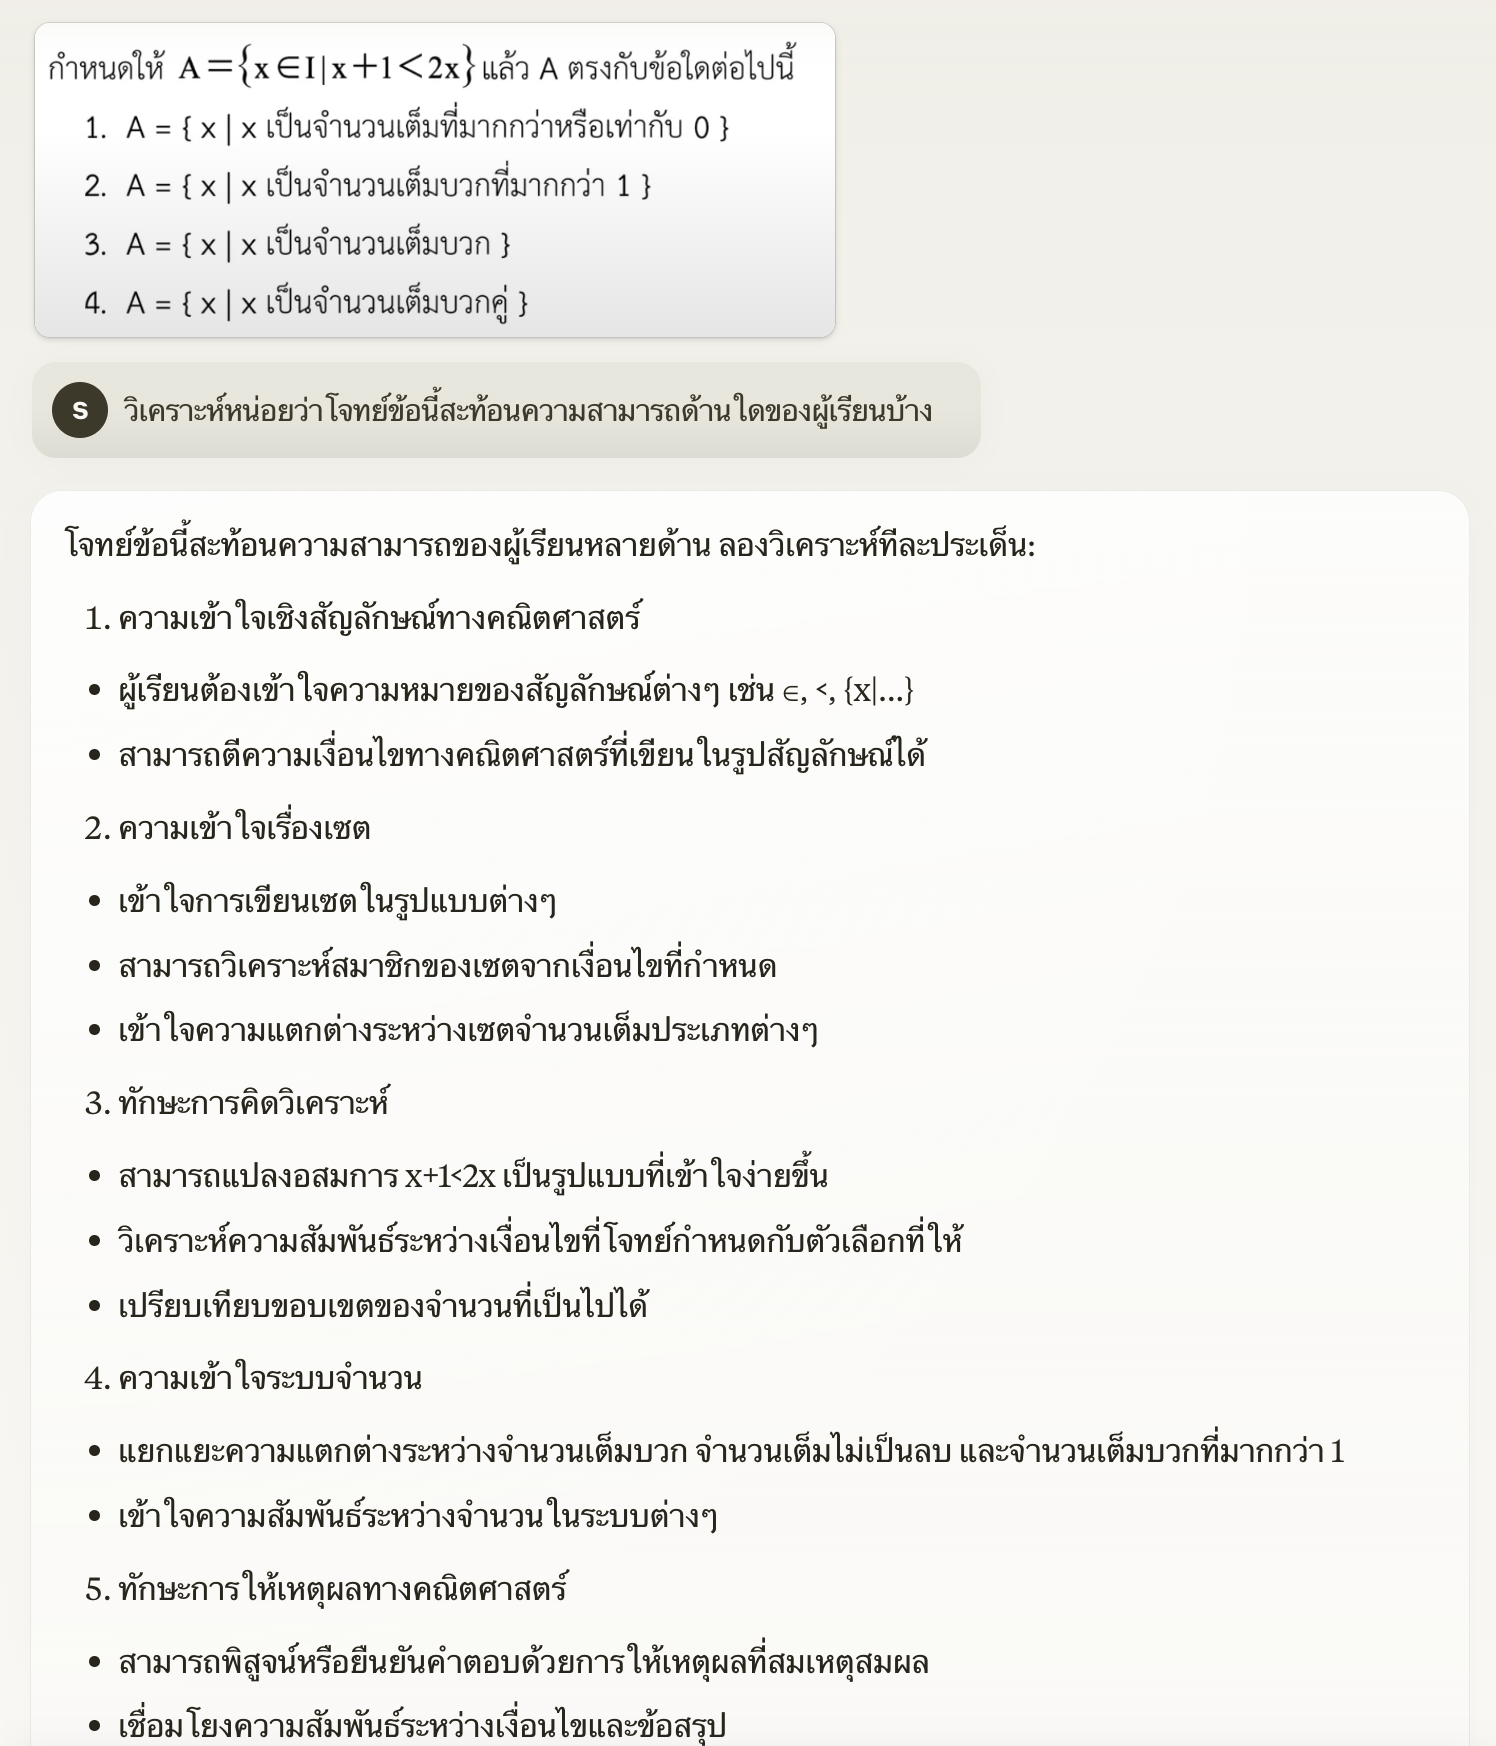 กำหนดให้ A={x∈I|x+1<2x} แล้ว A ตรงกับข้อใดต่อไปนี้
1. A = { x | x เป็นจำนวนเต็มที่มากกว่าหรือเท่ากับ 0 }
2. A = { x | x เป็นจำนวนเต็มบวกที่มากกว่า 1 }
3. A = { x | x เป็นจำนวนเต็มบวก }
4. A = { x | x เป็นจำนวนเต็มบวกคู่ }
S วิเคราะห์หน่อยว่าโจทย์ข้อนี้สะท้อนความสามารถด้านใดของผู้เรียนบ้าง
โจทย์ข้อนี้สะท้อนความสามารถของผู้เรียนหลายด้าน ลองวิเคราะห์ทีละประเด็น:
1. ความเข้าใจเชิงสัญลักษณ์ทางคณิตศาสตร์
• ผู้เรียนต้องเข้าใจความหมายของสัญลักษณ์ต่างๆ เช่น ∈, <, {x|...}
• สามารถตีความเงื่อนไขทางคณิตศาสตร์ที่เขียนในรูปสัญลักษณ์ได้
2. ความเข้าใจเรื่องเซต
• เข้าใจการเขียนเซตในรูปแบบต่างๆ
• สามารถวิเคราะห์สมาชิกของเซตจากเงื่อนไขที่กำหนด
• เข้าใจความแตกต่างระหว่างเซตจำนวนเต็มประเภทต่างๆ
3. ทักษะการคิดวิเคราะห์
• สามารถแปลงอสมการ x+1<2x เป็นรูปแบบที่เข้าใจง่ายขึ้น
• วิเคราะห์ความสัมพันธ์ระหว่างเงื่อนไขที่โจทย์กำหนดกับตัวเลือกที่ให้
• เปรียบเทียบขอบเขตของจำนวนที่เป็นไปได้
4. ความเข้าใจระบบจำนวน
• แยกแยะความแตกต่างระหว่างจำนวนเต็มบวก จำนวนเต็มไม่เป็นลบ และจำนวนเต็มบวกที่มากกว่า 1
• เข้าใจความสัมพันธ์ระหว่างจำนวนในระบบต่างๆ
5. ทักษะการให้เหตุผลทางคณิตศาสตร์
• สามารถพิสูจน์หรือยืนยันคำตอบด้วยการให้เหตุผลที่สมเหตุสมผล
• เชื่อมโยงความสัมพันธ์ระหว่างเงื่อนไขและข้อสรุป